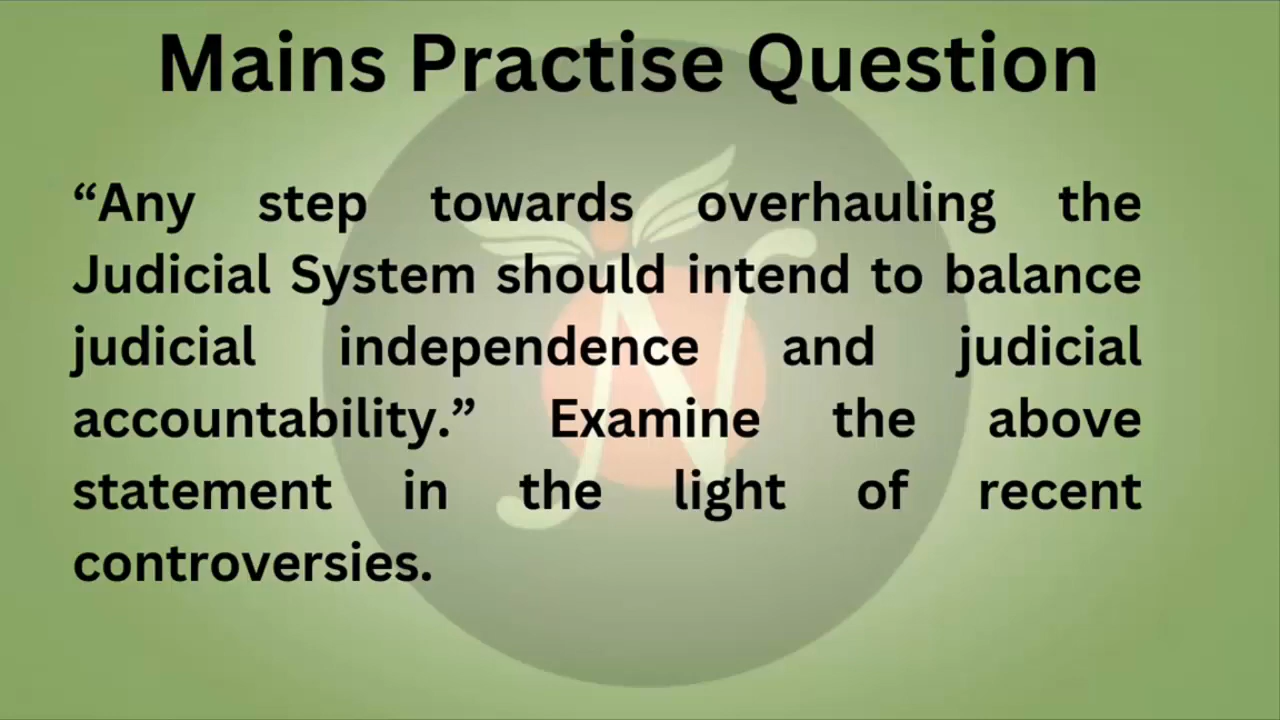 Mains Practise Question
“Any step towards overhauling the
Judicial System should intend to balance
judicial independence and judicial
accountability.” Examine the above
statement in the light of recent
controversies.